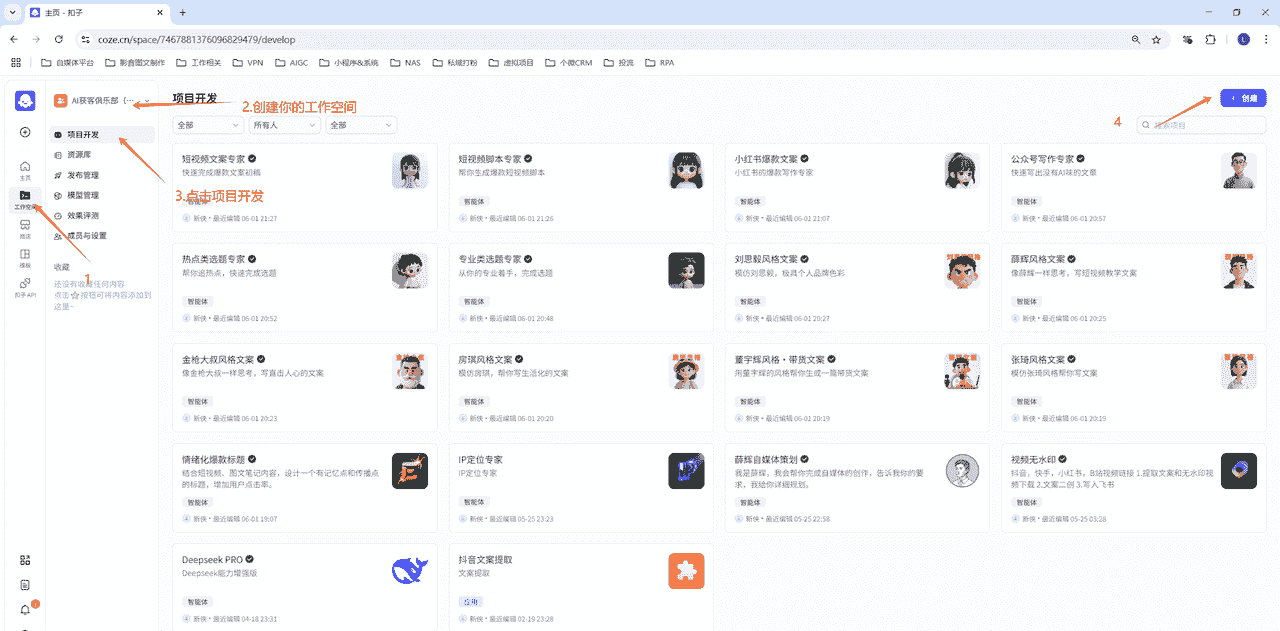 主页 - 扣子
coze.cn/space/7467881376096829479/develop
自媒体平台 影音图文制作 工作相关 VPN AIGC 小程序&系统 NAS 私域打粉 虚拟项目 个微CRM 投流 RPA
AI获客俱乐部 (···
项目开发
2.创建你的工作空间
4
创建
全部 所有人 全部
搜索项目
主页
工作空间
商店
模板
扣子 API
项目开发
资源库
发布管理
模型管理
效果评测
成员与设置
收藏
还没有收藏任何内容
点击 按钮可将内容添加到
这里~
1
3.点击项目开发
短视频文案专家
快速完成爆款文案初稿
智能体
新侠 • 最近编辑 06-01 21:27
短视频脚本专家
帮你生成爆款短视频脚本
智能体
新侠 • 最近编辑 06-01 21:26
小红书爆款文案
小红书的爆款写作专家
智能体
新侠 • 最近编辑 06-01 21:07
公众号写作专家
快速写出没有AI味的文章
智能体
新侠 • 最近编辑 06-01 20:57
热点类选题专家
帮你追热点，快速完成选题
智能体
新侠 • 最近编辑 06-01 20:52
专业类选题专家
从你的专业着手，完成选题
智能体
新侠 • 最近编辑 06-01 20:48
刘思毅风格文案
模仿刘思毅，极具个人品牌色彩
智能体
新侠 • 最近编辑 06-01 20:27
薛辉风格文案
像薛辉一样思考，写短视频教学文案
智能体
新侠 • 最近编辑 06-01 20:25
金枪大叔风格文案
像金枪大叔一样思考，写直击人心的文案
智能体
新侠 • 最近编辑 06-01 20:23
房琪风格文案
模仿房琪，帮你写生活化的文案
智能体
新侠 • 最近编辑 06-01 20:20
董宇辉风格・带货文案
用董宇辉的风格帮你生成一篇带货文案
智能体
新侠 • 最近编辑 06-01 20:19
张琦风格文案
模仿张琦风格帮你写文案
智能体
新侠 • 最近编辑 06-01 20:19
情绪化爆款标题
结合短视频、图文笔记内容，设计一个有记忆点和传播点
的标题，增加用户点击率。
智能体
新侠 • 最近编辑 06-01 19:07
IP定位专家
IP定位专家
智能体
新侠 • 最近编辑 05-25 23:23
薛辉自媒体策划
我是薛辉，我会帮你完成自媒体的创作，告诉我你的要
求，我给你详细规划。
智能体
新侠 • 最近编辑 05-25 22:58
视频无水印
抖音，快手，小红书，B站视频链接 1.提取文案和无水印视
频下载 2.文案二创 3.写入飞书
智能体
新侠 • 最近编辑 05-25 03:28
Deepseek PRO
Deepseek能力增强版
智能体
新侠 • 最近编辑 04-18 23:31
抖音文案提取
文案提取
应用
新侠 • 最近编辑 02-19 23:28